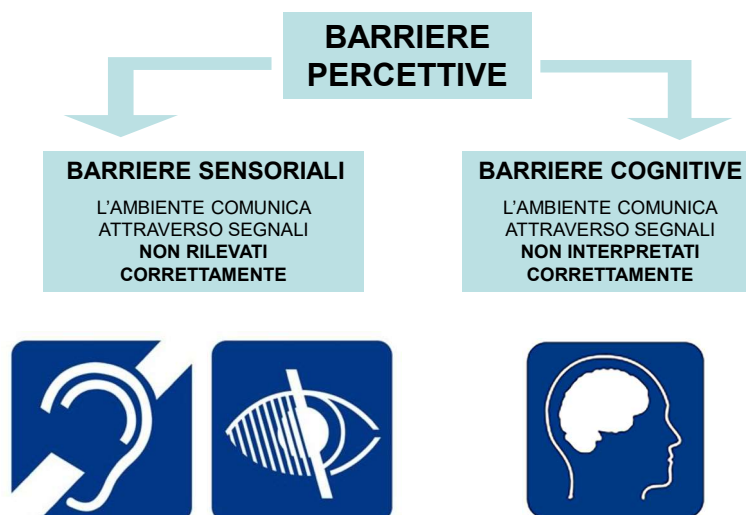 BARRIERE
PERCETTIVE
BARRIERE SENSORIALI
L'AMBIENTE COMUNICA
ATTRAVERSO SEGNALI
NON RILEVATI
CORRETTAMENTE
BARRIERE COGNITIVE
L'AMBIENTE COMUNICA
ATTRAVERSO SEGNALI
NON INTERPRETATI
CORRETTAMENTE